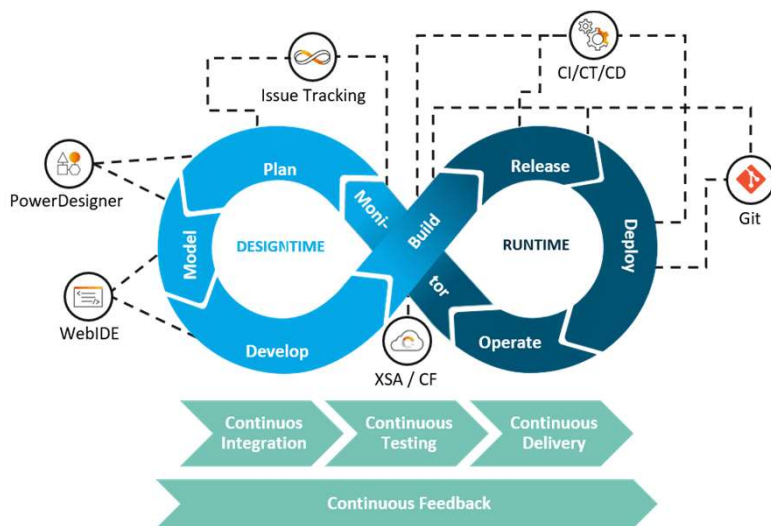 Issue Tracking
CI/CT/CD
PowerDesigner
Plan
Release
Git
Moni-
Build
Model
DESIGNTIME
RUNTIME
Deploy
WebIDE
tor
Develop
Operate
XSA / CF
Continuos
Integration
Continuous
Testing
Continuous
Delivery
Continuous Feedback